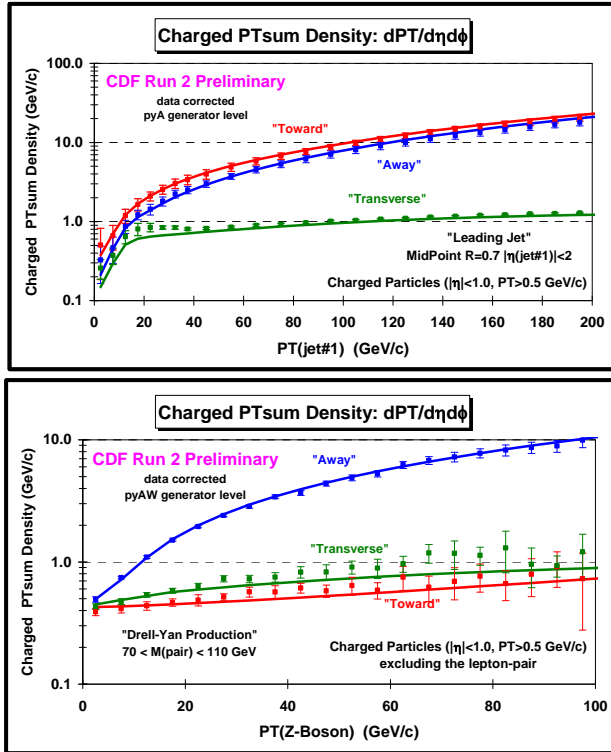 Charged PTsum Density: dPT/dηdφ
CDF Run 2 Preliminary
data corrected
pyA generator level
"Toward"
"Away"
"Transverse"
"Leading Jet"
MidPoint R=0.7 |η(jet#1)|<2
Charged Particles (|η|<1.0, PT>0.5 GeV/c)
Charged PTsum Density (GeV/c)
100.0
10.0
1.0
0.1
0 20 40 60 80 100 120 140 160 180 200
PT(jet#1) (GeV/c)
Charged PTsum Density: dPT/dηdφ
CDF Run 2 Preliminary
data corrected
pyAW generator level
"Away"
"Transverse"
"Toward"
"Drell-Yan Production"
70 < M(pair) < 110 GeV
Charged Particles (|η|<1.0, PT>0.5 GeV/c)
excluding the lepton-pair
Charged PTsum Density (GeV/c)
10.0
1.0
0.1
0 20 40 60 80 100
PT(Z-Boson) (GeV/c)